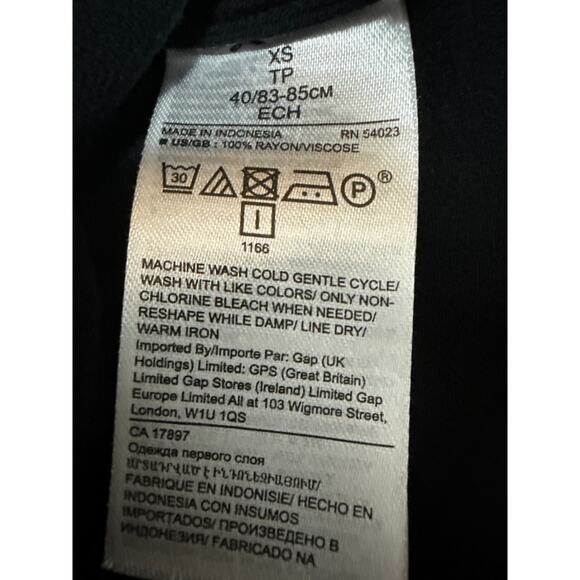 XS
TP
40/83-85CM
ECH
MADE IN INDONESIA RN 54023
US/GB : 100% RAYON/VISCOSE
30 P ®
1166
MACHINE WASH COLD GENTLE CYCLE/
WASH WITH LIKE COLORS/ ONLY NON-
CHLORINE BLEACH WHEN NEEDED/
RESHAPE WHILE DAMP/ LINE DRY/
WARM IRON
Imported By/Importe Par: Gap (UK
Holdings) Limited: GPS (Great Britain)
Limited Gap Stores (Ireland) Limited Gap
Europe Limited All at 103 Wigmore Street,
London, W1U 1QS
CA 17897
Одежда первого слоя
ԱՐՏԱԴՐՎԱԾ Է ԻՆԴՈՆԵԶԻԱՅՈՒՄ/
FABRIQUE EN INDONISIE/ HECHO EN
INDONESIA CON INSUMOS
IMPORTADOS/ ПРОИЗВЕДЕНО В
ИНДОНЕЗИИ/ FABRICADO NA